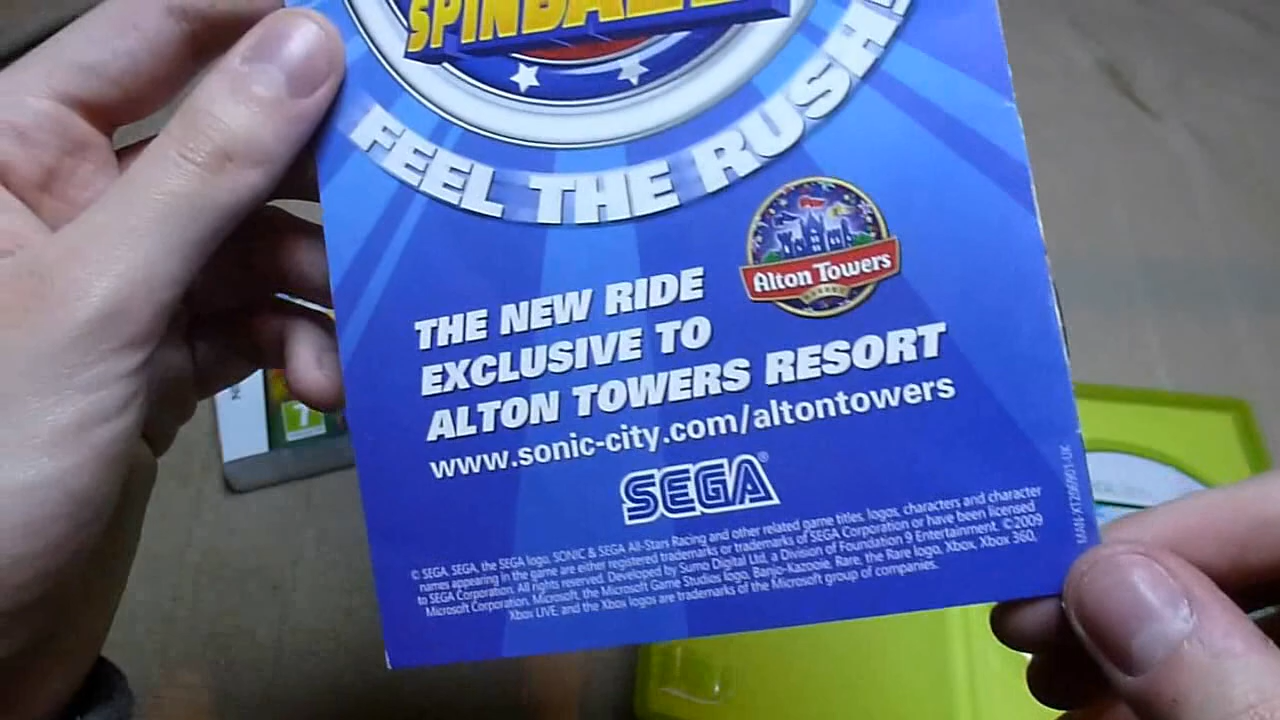 SPINBALL
FEEL THE RUSH
Alton Towers
THE NEW RIDE
EXCLUSIVE TO
ALTON TOWERS RESORT
www.sonic-city.com/altontowers
SEGA®
© SEGA. SEGA, the SEGA logo, SONIC & SEGA All-Stars Racing and other related game titles, logos, characters and character
names appearing in the game are either registered trademarks or trademarks of SEGA Corporation or have been licensed
to SEGA Corporation. All rights reserved. Developed by Sumo Digital Ltd, a Division of Foundation 9 Entertainment. ©2009
Microsoft Corporation. Microsoft, the Microsoft Game Studios logo, Banjo-Kazooie, Rare, the Rare logo, Xbox, Xbox 360,
Xbox LIVE, and the Xbox logos are trademarks of the Microsoft group of companies.
7